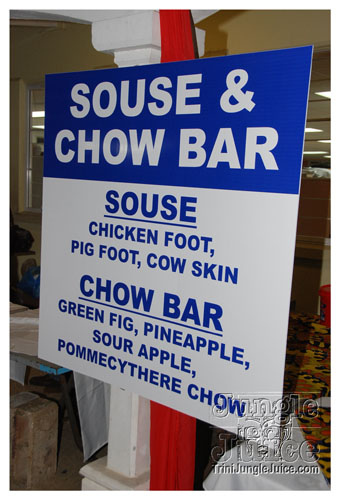 SOUSE &
CHOW BAR
SOUSE
CHICKEN FOOT,
PIG FOOT, COW SKIN
CHOW BAR
GREEN FIG, PINEAPPLE,
SOUR APPLE,
POMMECYTHERE CHOW
Jungle
Juice
TriniJungleJuice.com